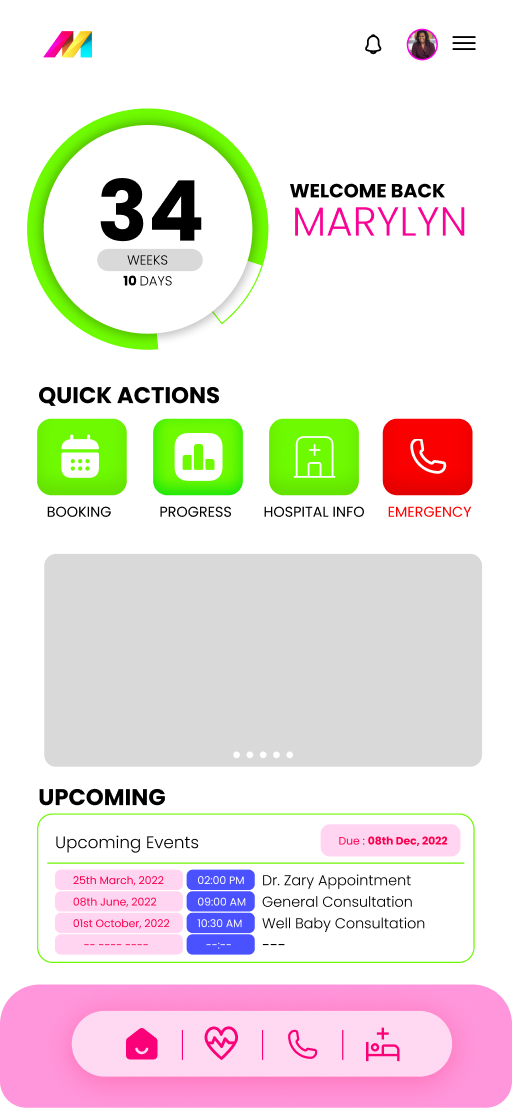 34
WEEKS
10 DAYS
WELCOME BACK
MARYLYN
QUICK ACTIONS
BOOKING
PROGRESS
HOSPITAL INFO
EMERGENCY
UPCOMING
Upcoming Events
Due : 08th Dec, 2022
25th March, 2022 02:00 PM Dr. Zary Appointment
08th June, 2022 09:00 AM General Consultation
01st October, 2022 10:30 AM Well Baby Consultation
-- ---- ---- --:-- ---